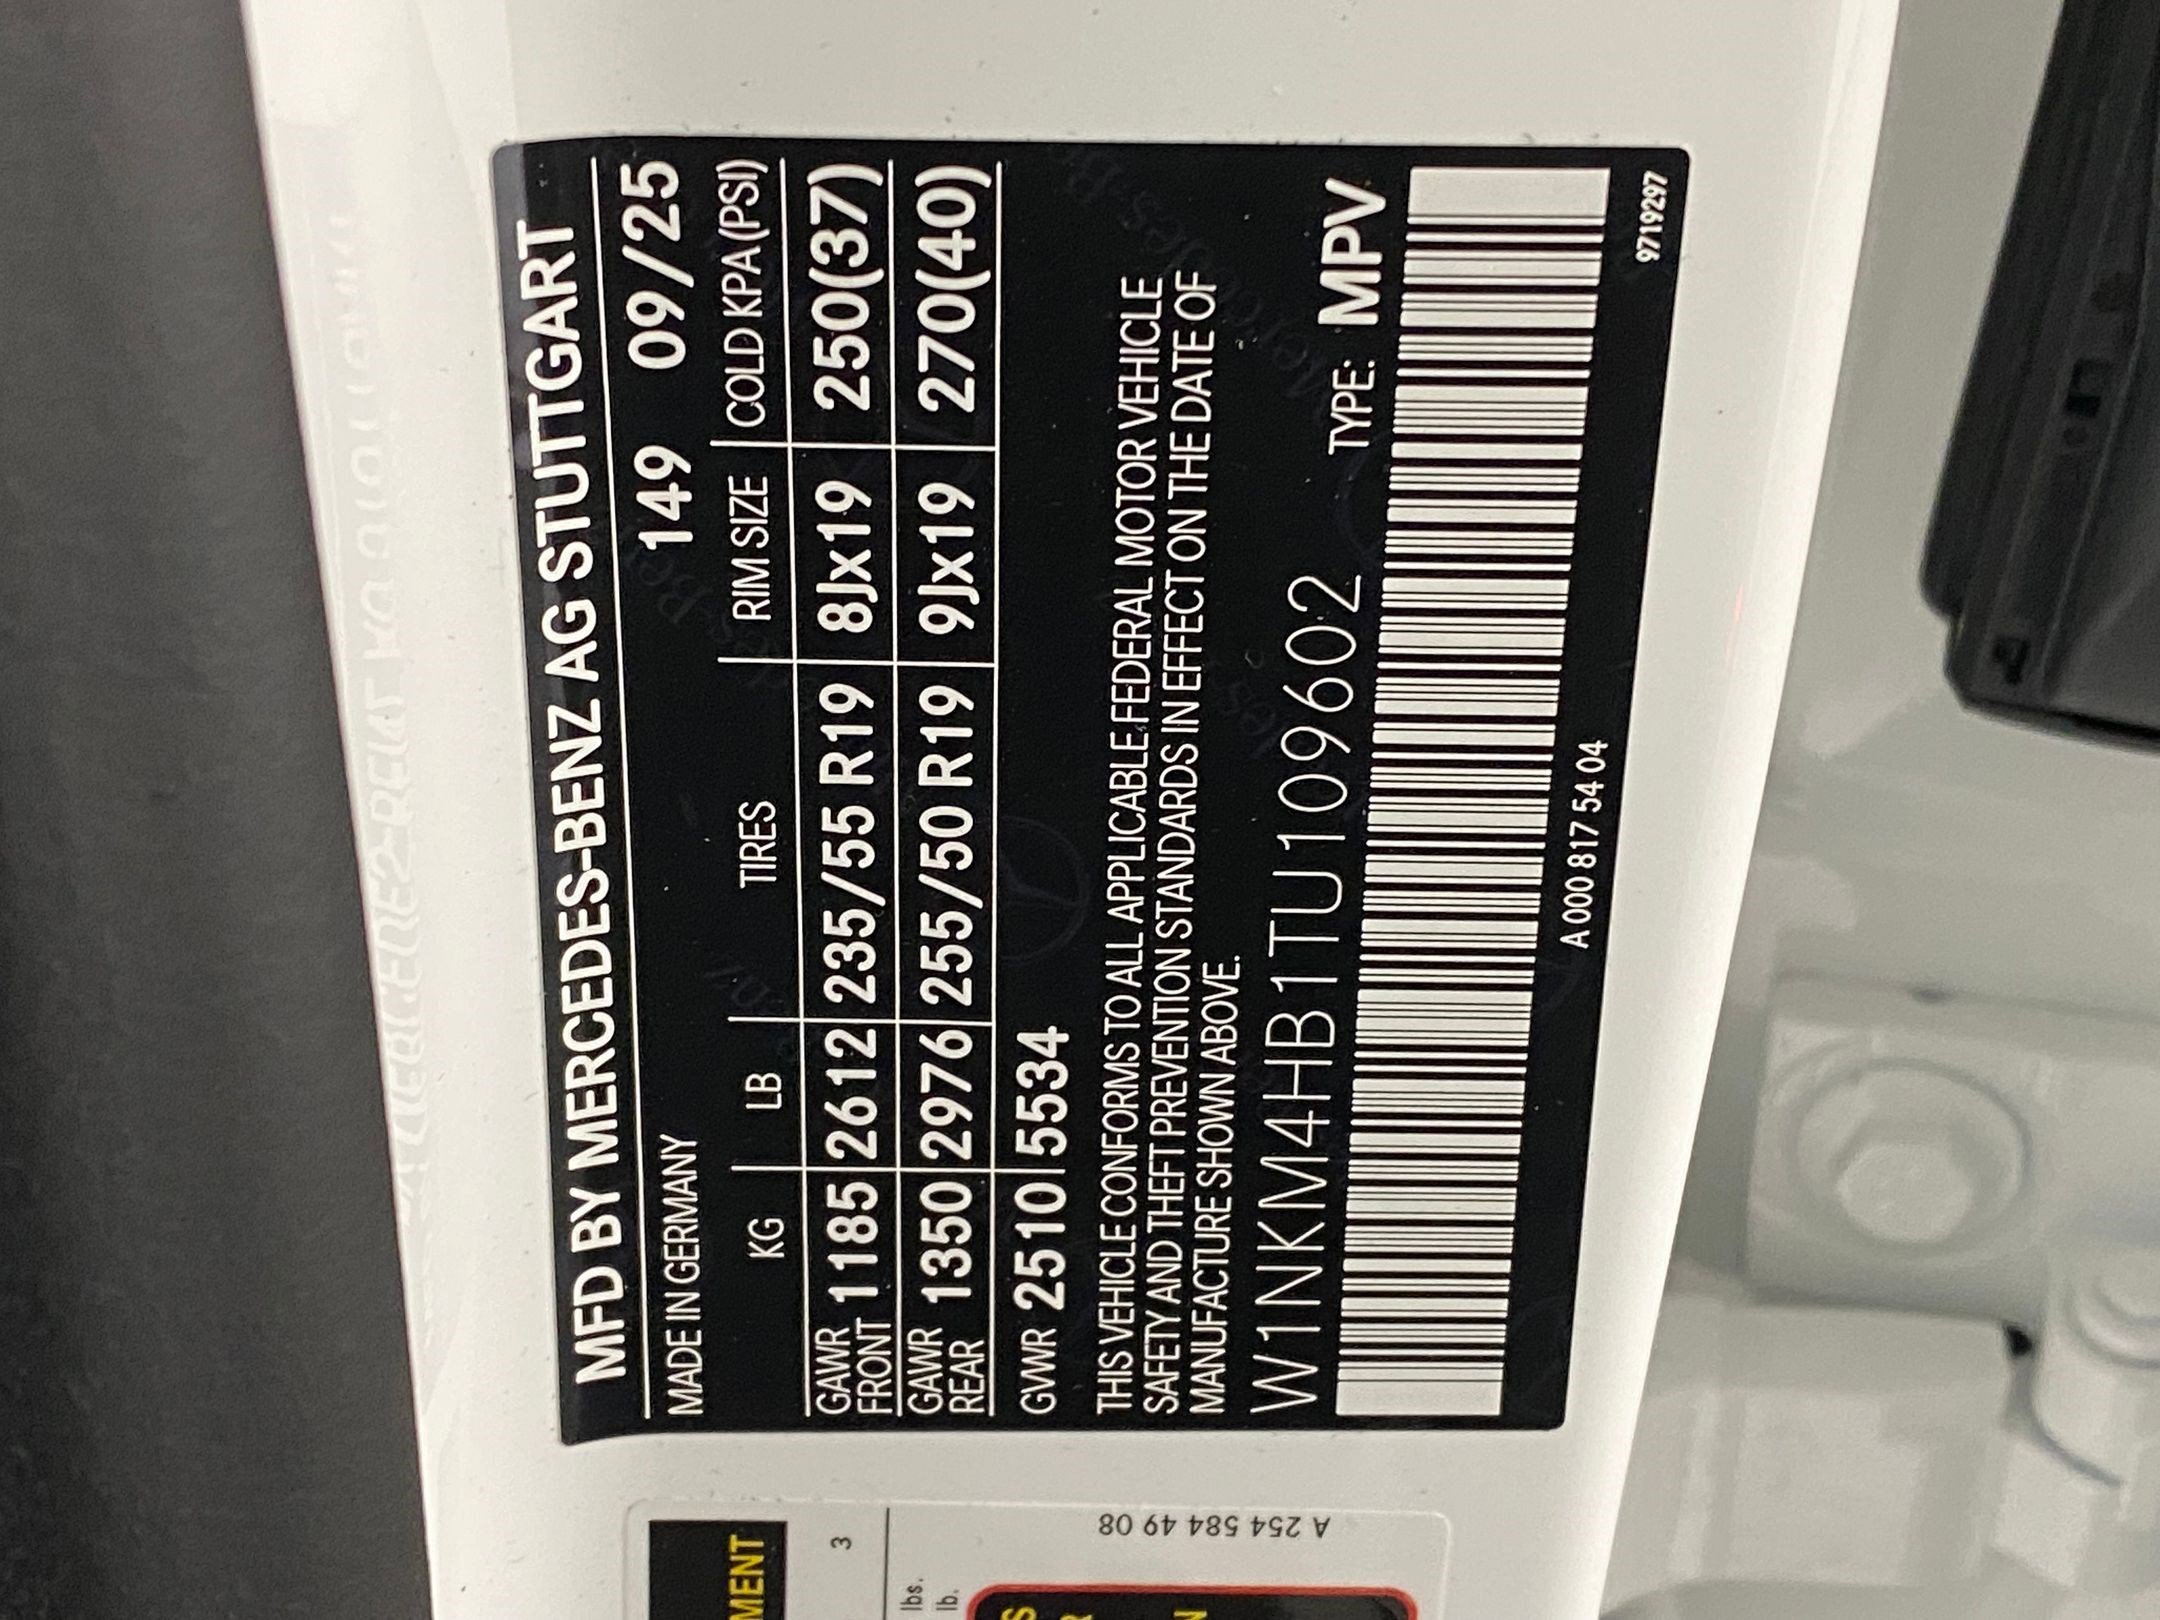 MFD BY MERCEDES-BENZ AG STUTTGART
MADE IN GERMANY 149 09/25
KG LB TIRES RIM SIZE COLD KPA(PSI)
GAWR FRONT 1185 2612 235/55 R19 8Jx19 250(37)
GAWR REAR 1350 2976 255/50 R19 9Jx19 270(40)
GVWR 2510 5534
THIS VEHICLE CONFORMS TO ALL APPLICABLE FEDERAL MOTOR VEHICLE
SAFETY AND THEFT PREVENTION STANDARDS IN EFFECT ON THE DATE OF
MANUFACTURE SHOWN ABOVE.
W1NKM4HB1TU109602 TYPE: MPV
A 000 817 54 04
9719297
3
lbs.
lb.
A 254 584 49 08